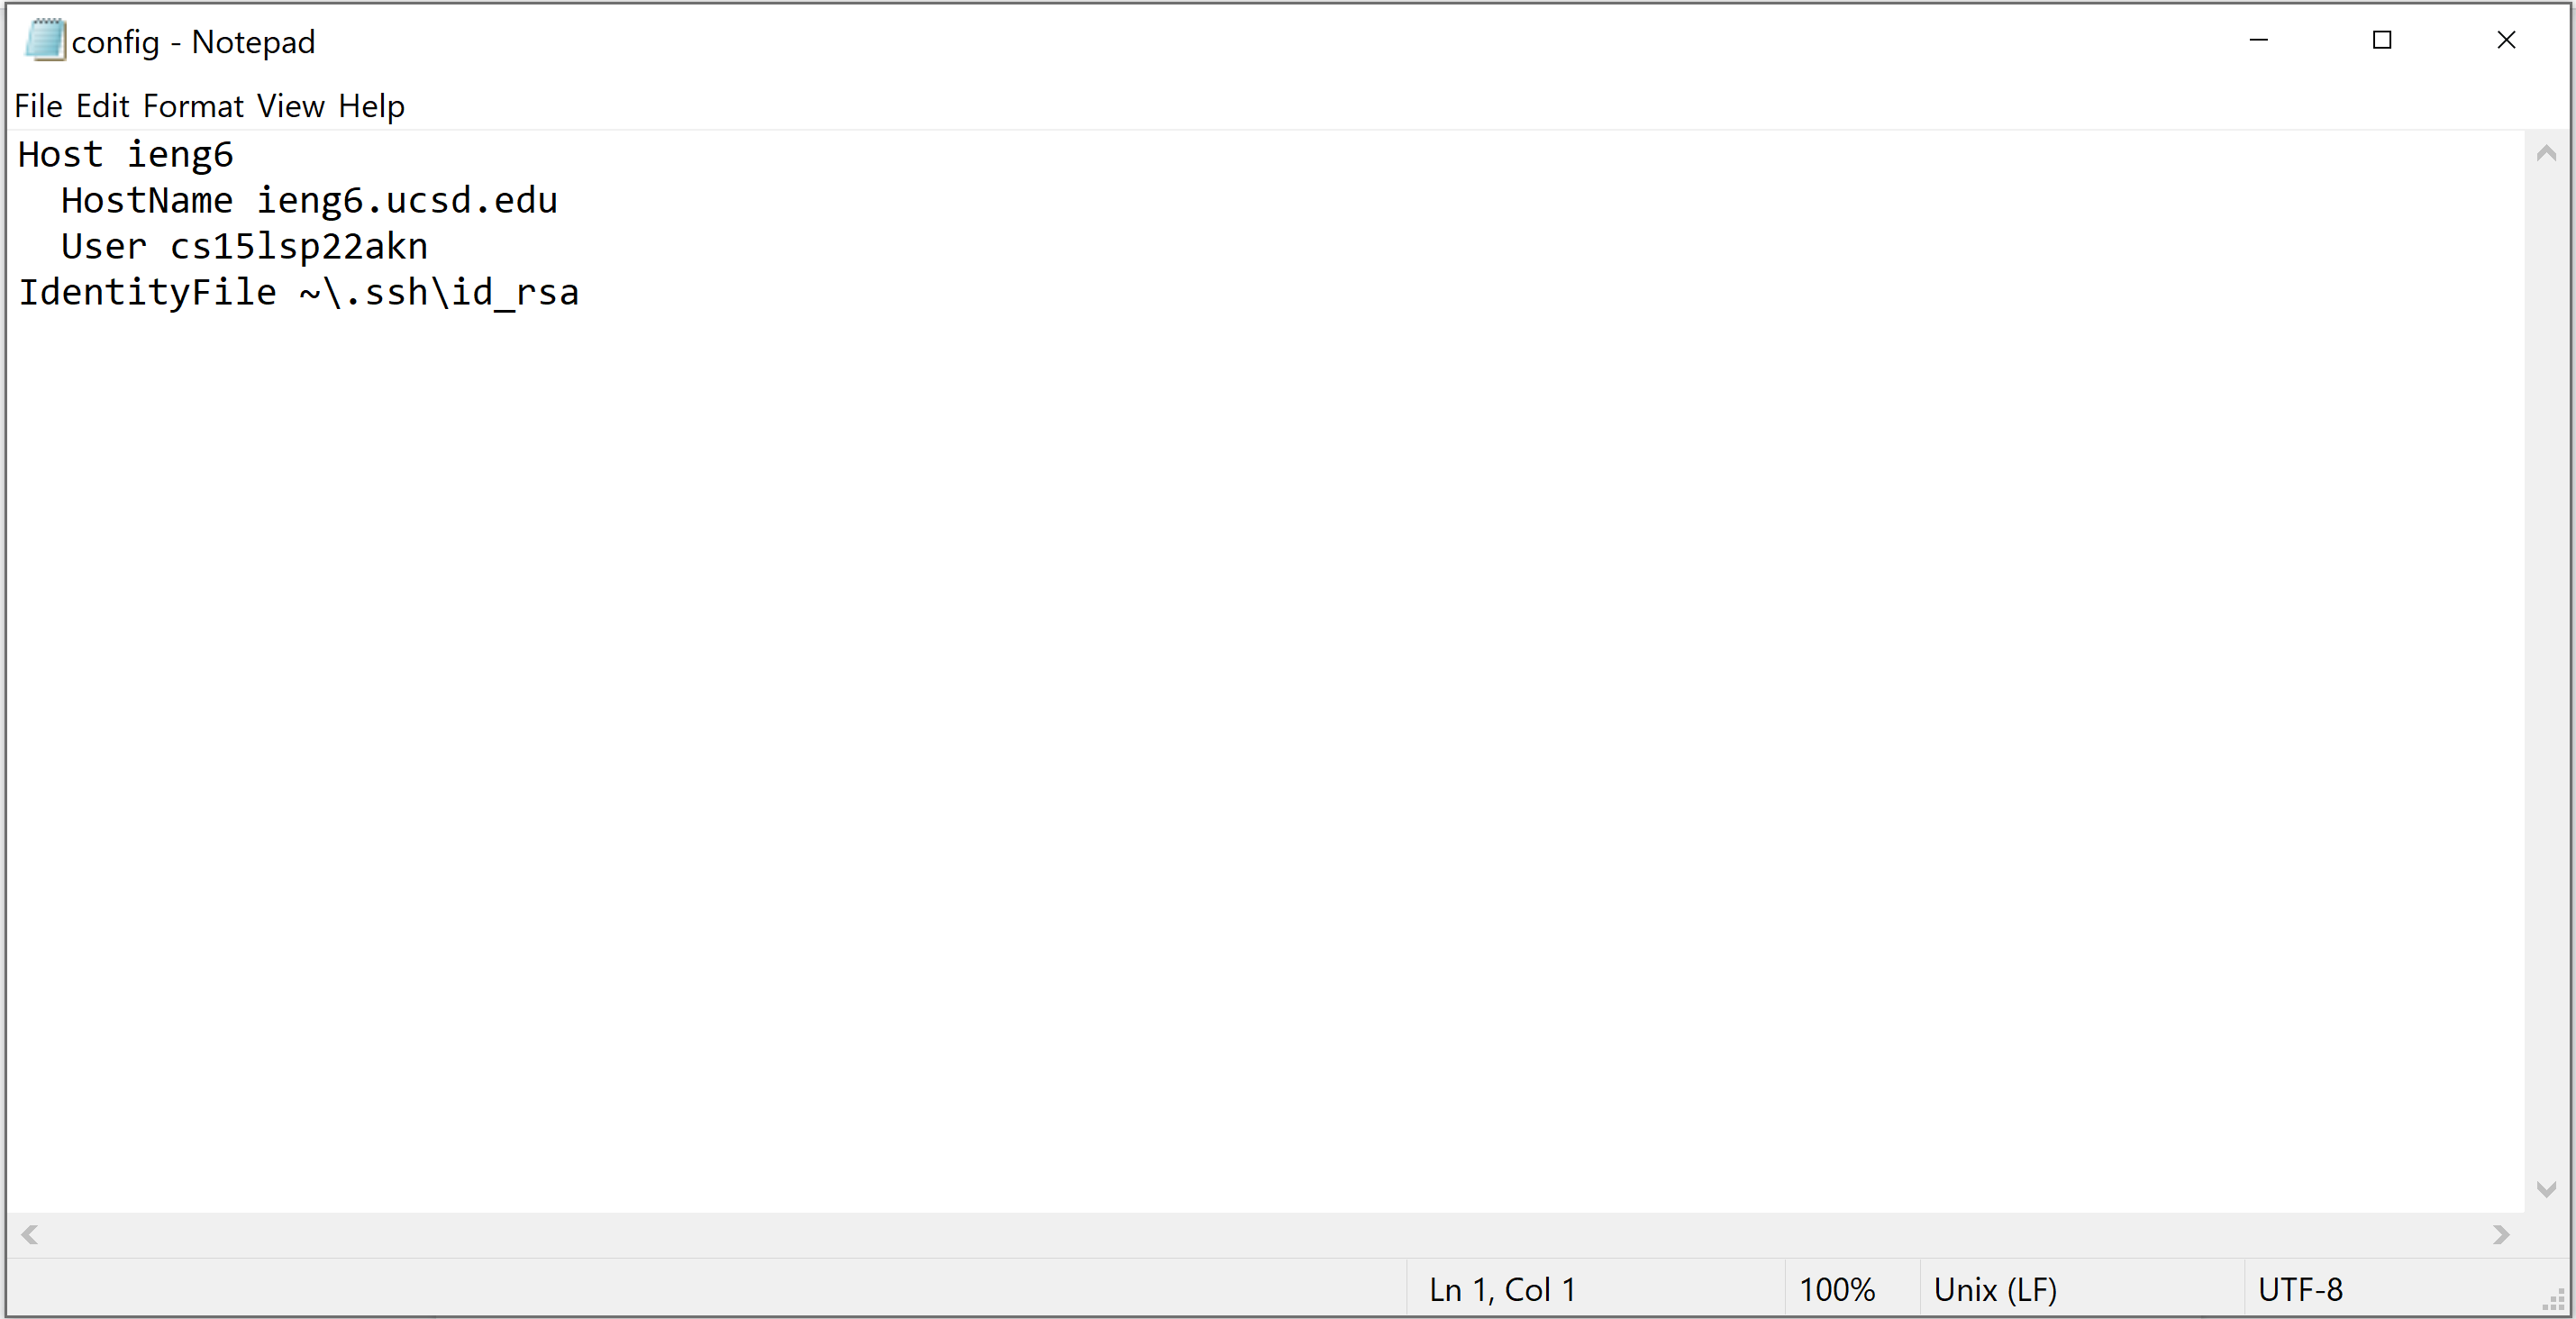 config - Notepad
File Edit Format View Help
Host ieng6
  HostName ieng6.ucsd.edu
  User cs15lsp22akn
IdentityFile ~\.ssh\id_rsa
Ln 1, Col 1 100% Unix (LF) UTF-8